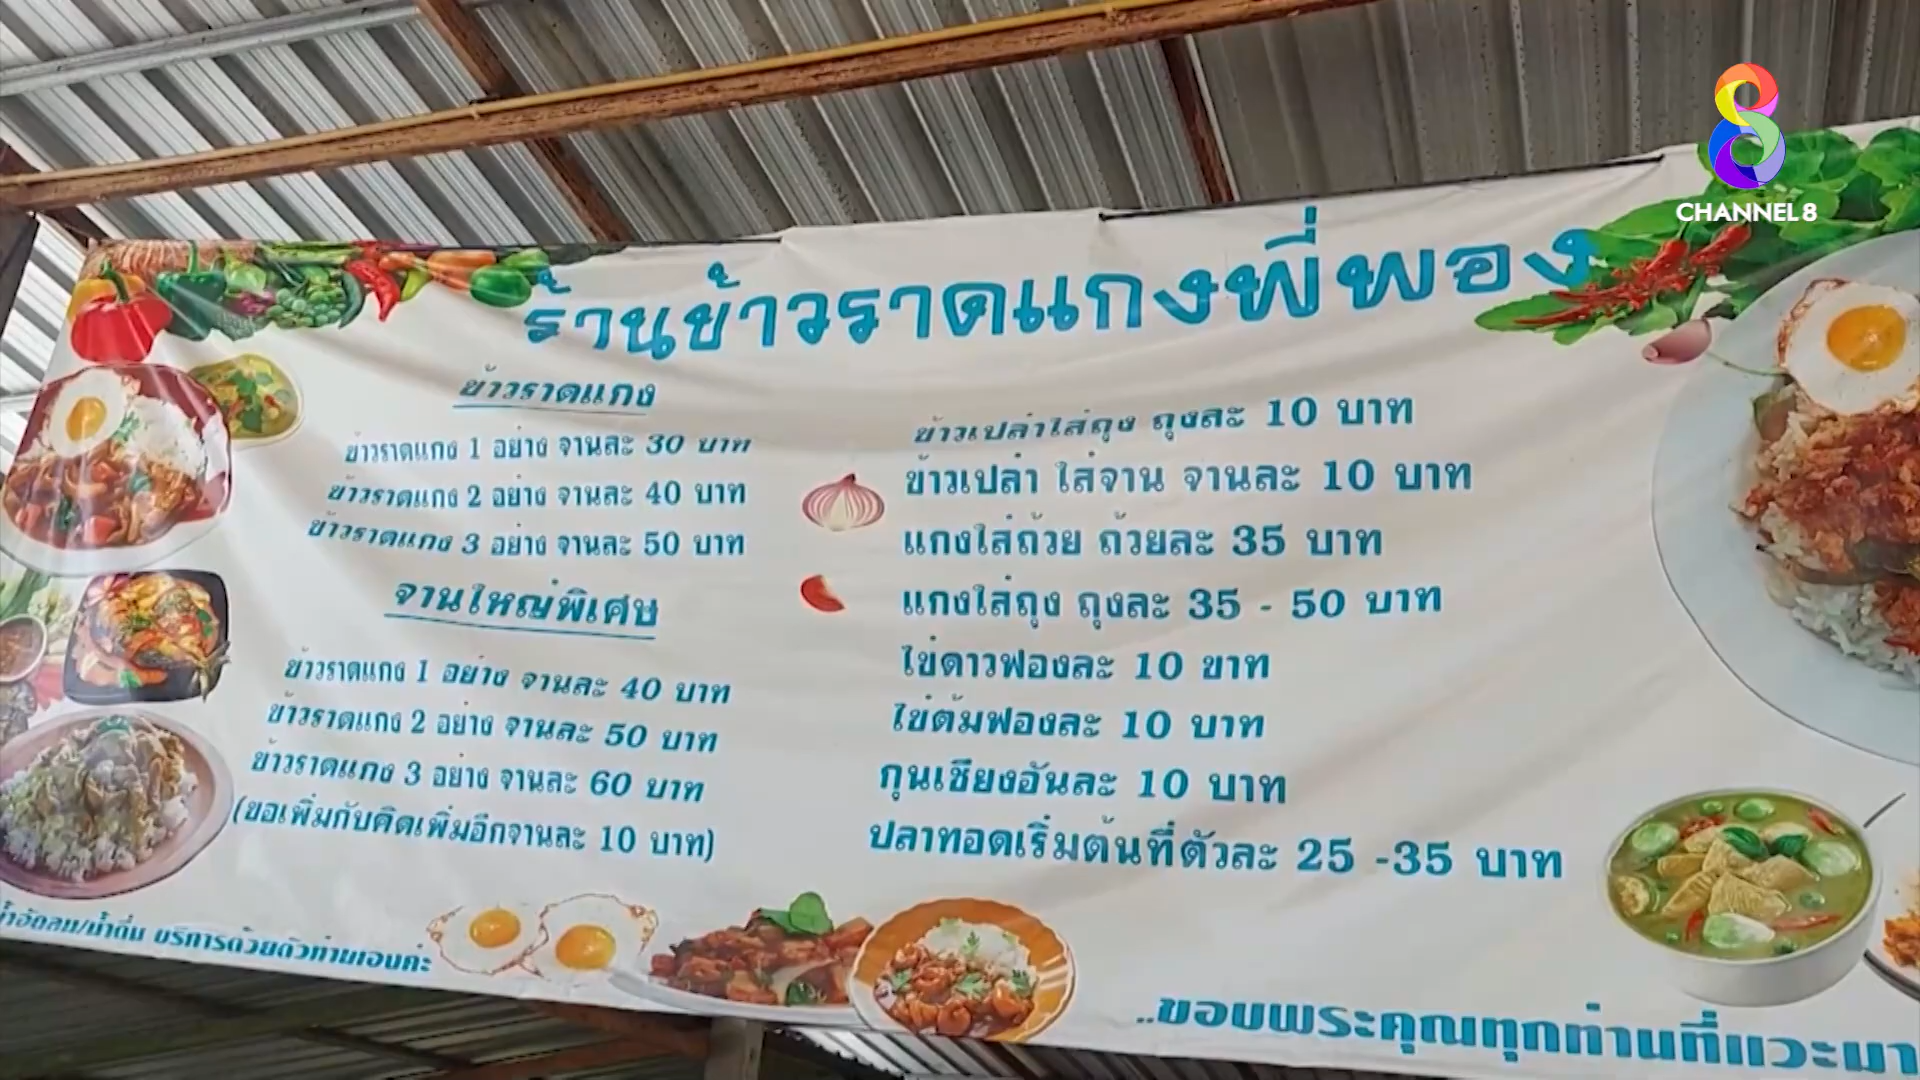 CHANNEL 8
ร้านข้าวราดแกงพี่พอง
ข้าวราดแกง
ข้าวราดแกง 1 อย่าง จานละ 30 บาท
ข้าวราดแกง 2 อย่าง จานละ 40 บาท
ข้าวราดแกง 3 อย่าง จานละ 50 บาท
จานใหญ่พิเศษ
ข้าวราดแกง 1 อย่าง จานละ 40 บาท
ข้าวราดแกง 2 อย่าง จานละ 50 บาท
ข้าวราดแกง 3 อย่าง จานละ 60 บาท
(ขอเพิ่มกับคิดเพิ่มอีกจานละ 10 บาท)
น้ำอัดลม/น้ำดื่ม บริการด้วยตัวท่านเองค่ะ
ข้าวเปล่าใส่ถุง ถุงละ 10 บาท
ข้าวเปล่า ใส่จาน จานละ 10 บาท
แกงใส่ถ้วย ถ้วยละ 35 บาท
แกงใส่ถุง ถุงละ 35 - 50 บาท
ไข่ดาวฟองละ 10 บาท
ไข่ต้มฟองละ 10 บาท
กุนเชียงอันละ 10 บาท
ปลาทอดเริ่มต้นที่ตัวละ 25 -35 บาท
..ขอบพระคุณทุกท่านที่แวะมา